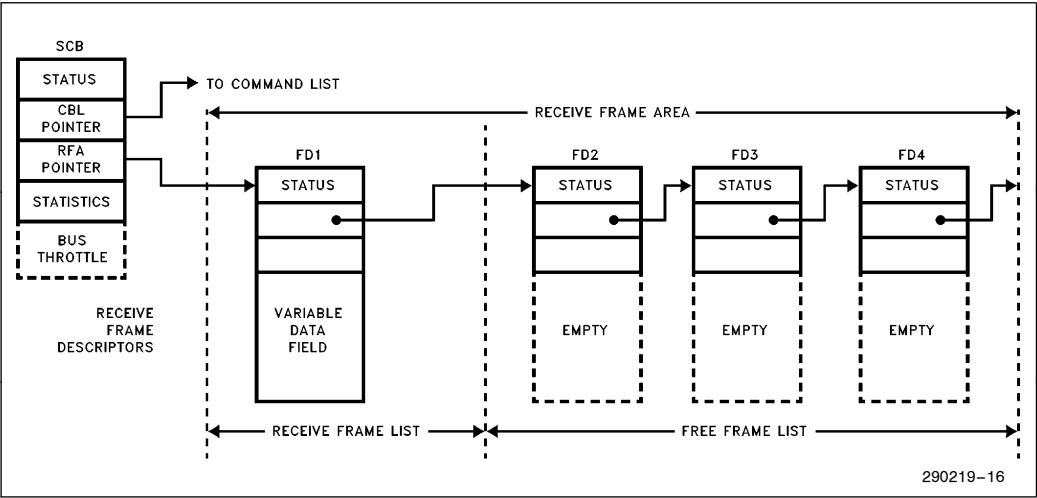 SCB
STATUS
CBL
POINTER
RFA
POINTER
STATISTICS
BUS
THROTTLE
TO COMMAND LIST
RECEIVE FRAME AREA
RECEIVE
FRAME
DESCRIPTORS
FD1
STATUS
VARIABLE
DATA
FIELD
FD2
STATUS
EMPTY
FD3
STATUS
EMPTY
FD4
STATUS
EMPTY
RECEIVE FRAME LIST
FREE FRAME LIST
290219–16